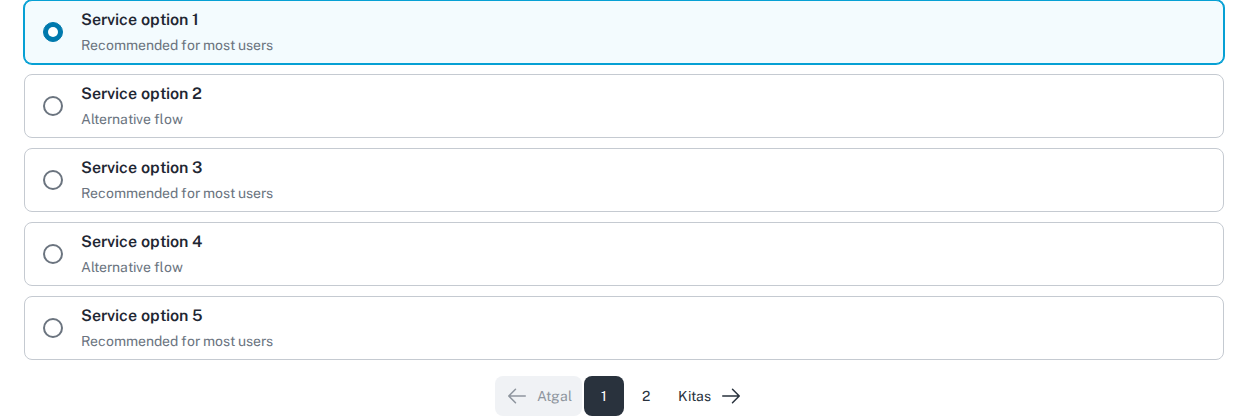 Service option 1
Recommended for most users
Service option 2
Alternative flow
Service option 3
Recommended for most users
Service option 4
Alternative flow
Service option 5
Recommended for most users
Atgal 1 2 Kitas